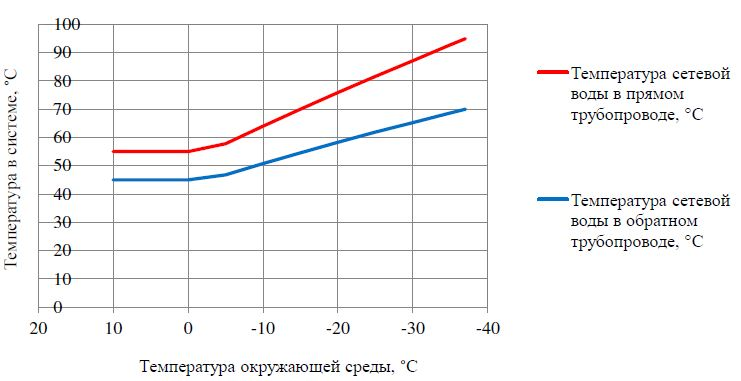 Температура в системе, °С
100
90
80
70
60
50
40
30
20
10
0
20 10 0 -10 -20 -30 -40
Температура окружающей среды, °С
Температура сетевой
воды в прямом
трубопроводе, °С
Температура сетевой
воды в обратном
трубопроводе, °С